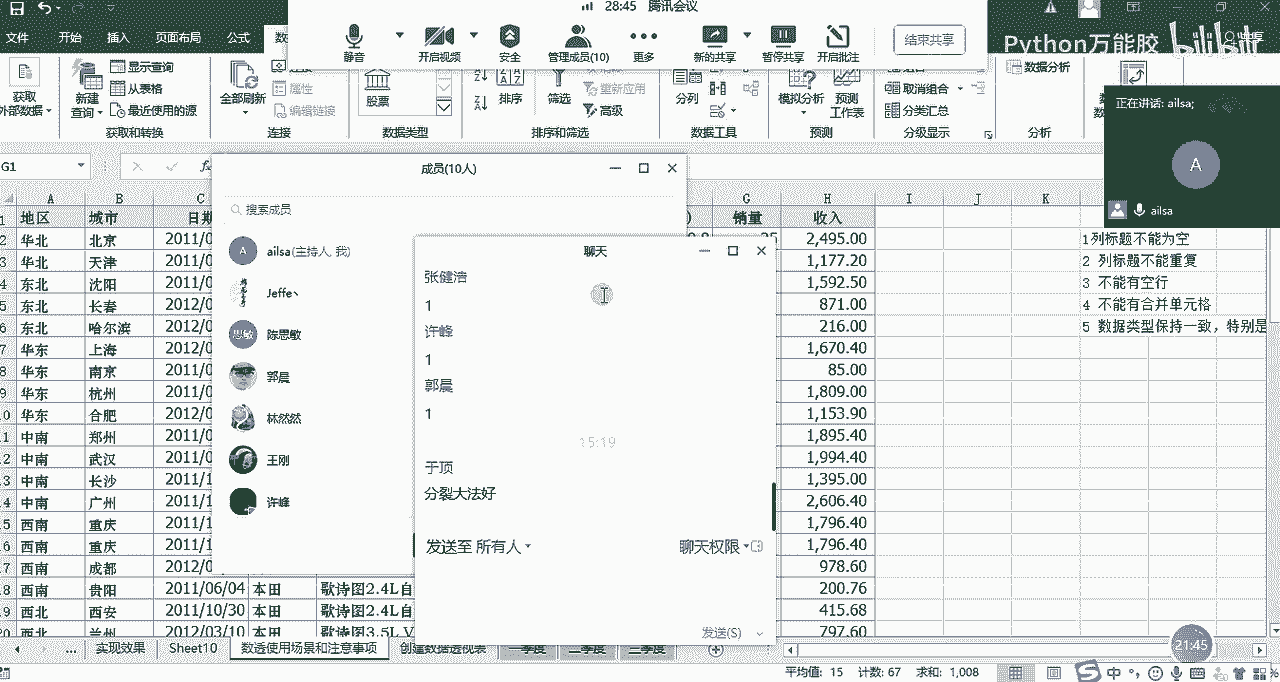 28:45 腾讯会议
文件 开始 插入 页面布局 公式 数
静音 开启视频 安全 管理成员(10) 更多 新的共享 暂停共享 开启批注 结束共享
Python万能胶 bilibili
获取 外部数据
新建 查询
显示查询
从表格
最近使用的源
获取和转换
全部刷新
属性
编辑链接
连接
股票
数据类型
排序
筛选
重新应用
高级
排序和筛选
分列
数据工具
模拟分析
预测 工作表
预测
取消组合
分类汇总
分级显示
数据分析
分析
正在讲话: ailsa;
A
ailsa
G1
fx
A B C G H I J K
地区 城市 日期 销量 收入
华北 北京 2011/0 2,495.00
华北 天津 2011/0 1,177.20
东北 沈阳 2011/0 1,592.50
东北 长春 2012/0 871.00
东北 哈尔滨 2012/0 216.00
华东 上海 2012/0 1,670.40
华东 南京 2012/0 85.00
华东 杭州 2012/0 1,809.00
华东 合肥 2012/0 1,153.90
中南 郑州 2011/1 1,895.40
中南 武汉 2011/1 1,994.40
中南 长沙 2011/1 1,395.00
中南 广州 2011/1 2,606.40
西南 重庆 2011/1 1,796.40
西南 重庆 2011/1 1,796.40
西南 成都 2012/0 978.60
西南 贵阳 2011/06/04 本田 歌诗图2.4L自 200.76
西北 西安 2011/10/30 本田 歌诗图2.4L自 415.68
西北 兰州 2012/03/10 本田 歌诗图3.5L V 797.60
1列标题不能为空
2 列标题不能重复
3 不能有空行
4 不能有合并单元格
5 数据类型保持一致，特别是
成员(10人)
搜索成员
A ailsa(主持人, 我)
Jeffe丶
思敏 陈思敏
郭晨
林然然
王刚
许峰
聊天
张健浩
1
许峰
1
郭晨
1
15:19
于顶
分裂大法好
发送至 所有人
聊天权限
发送(S)
... 实现效果 Sheet10 数透使用场景和注意事项 创建数据透视表 一季度 二季度 三季度
21:45
平均值: 15 计数: 67 求和: 1,008
中